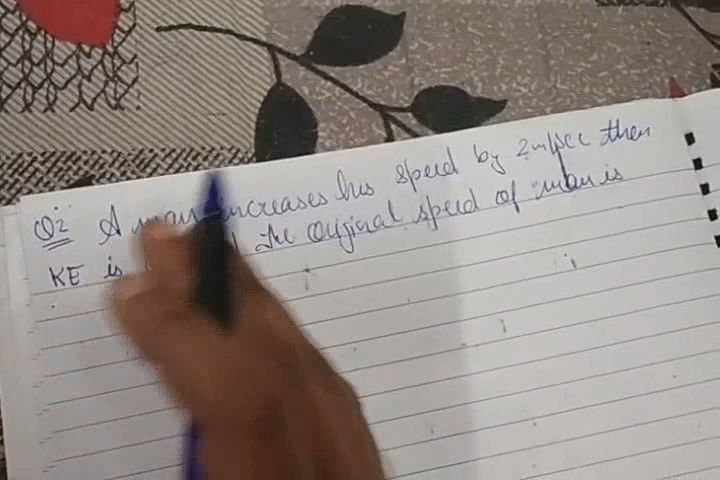 Q2 A man increases his speed by 2m/sec then
KE is the original speed of man is